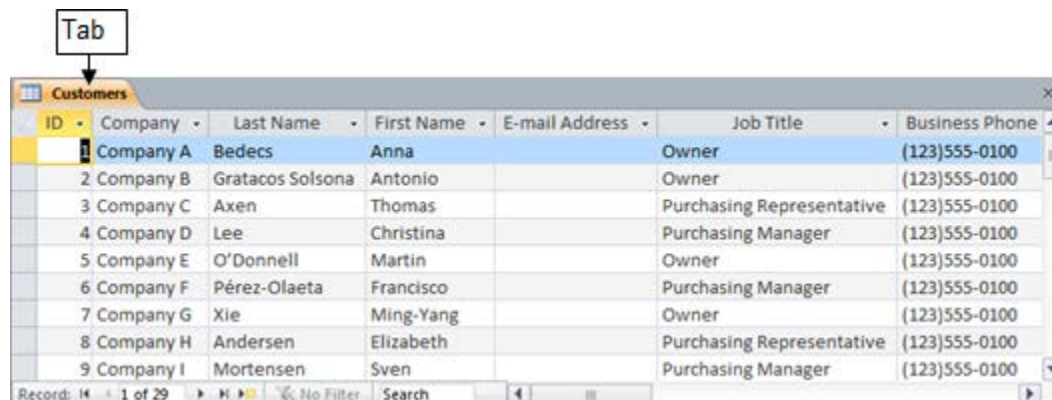 Tab
Customers
ID Company Last Name First Name E-mail Address Job Title Business Phone
1 Company A Bedecs Anna Owner (123)555-0100
2 Company B Gratacos Solsona Antonio Owner (123)555-0100
3 Company C Axen Thomas Purchasing Representative (123)555-0100
4 Company D Lee Christina Purchasing Manager (123)555-0100
5 Company E O’Donnell Martin Owner (123)555-0100
6 Company F Pérez-Olaeta Francisco Purchasing Manager (123)555-0100
7 Company G Xie Ming-Yang Owner (123)555-0100
8 Company H Andersen Elizabeth Purchasing Representative (123)555-0100
9 Company I Mortensen Sven Purchasing Manager (123)555-0100
Record: 1 of 29 No Filter Search